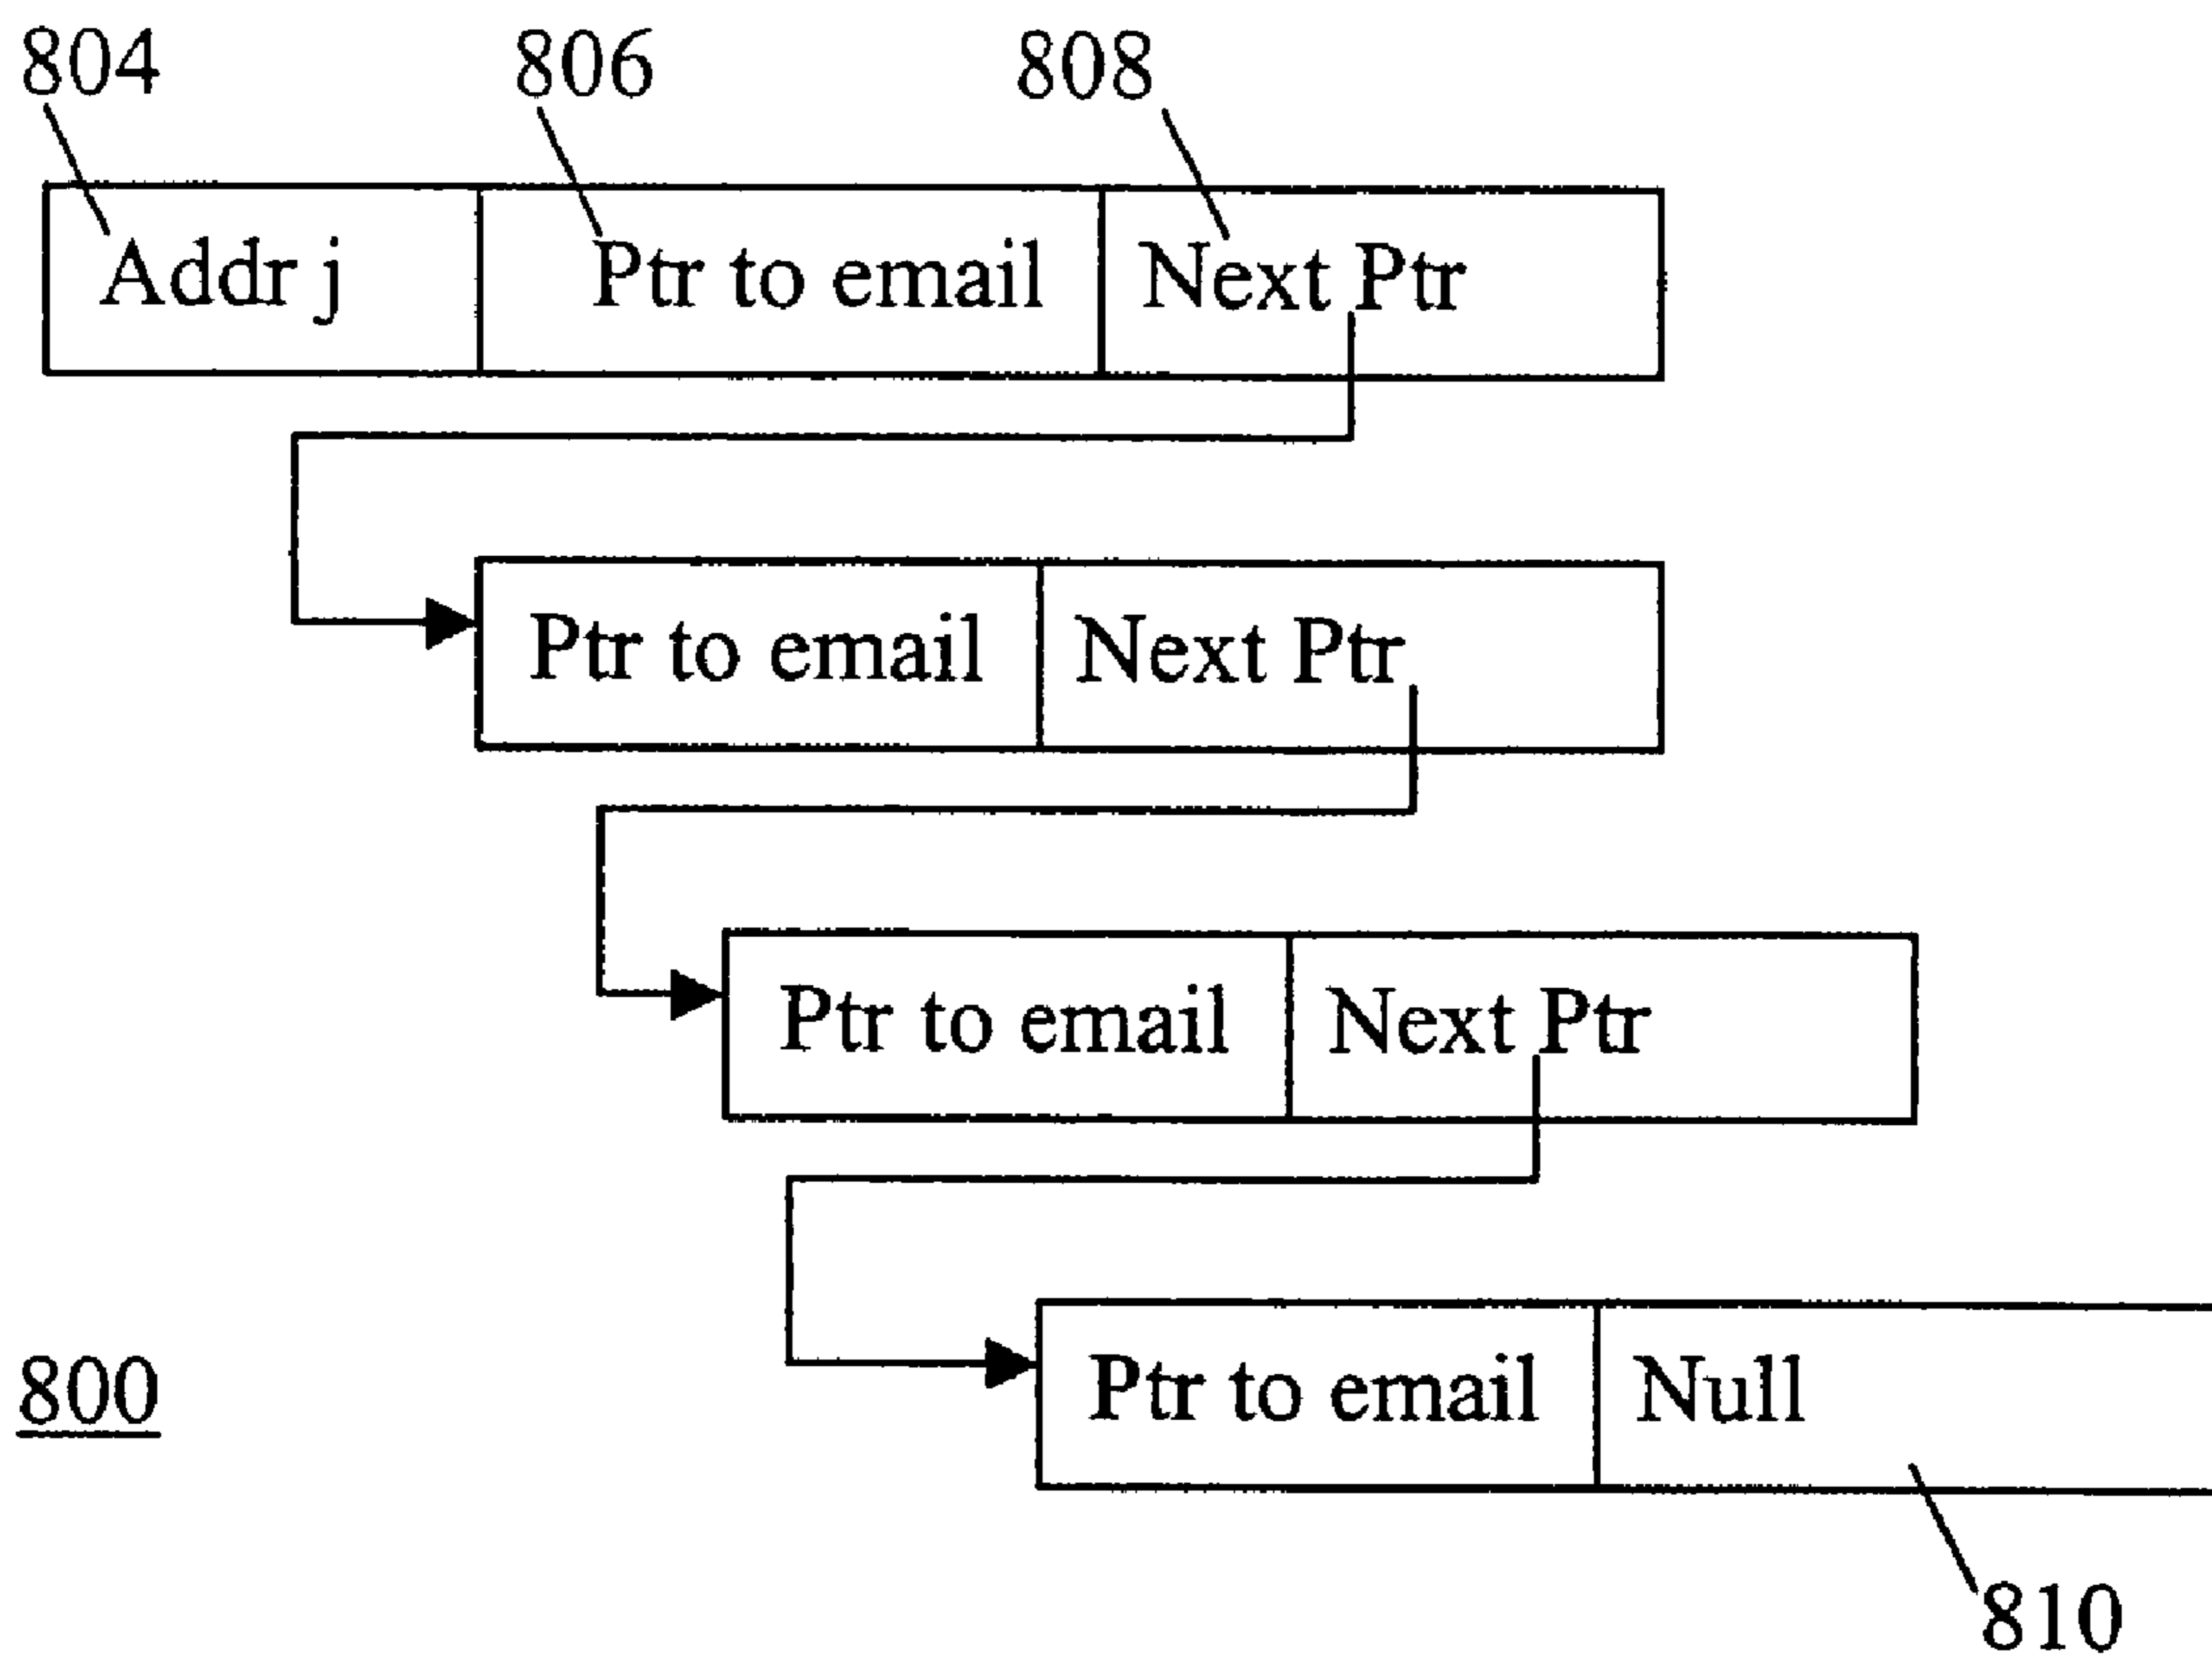 804 806 808
Addr j Ptr to email Next Ptr
Ptr to email Next Ptr
Ptr to email Next Ptr
Ptr to email Null
800
810